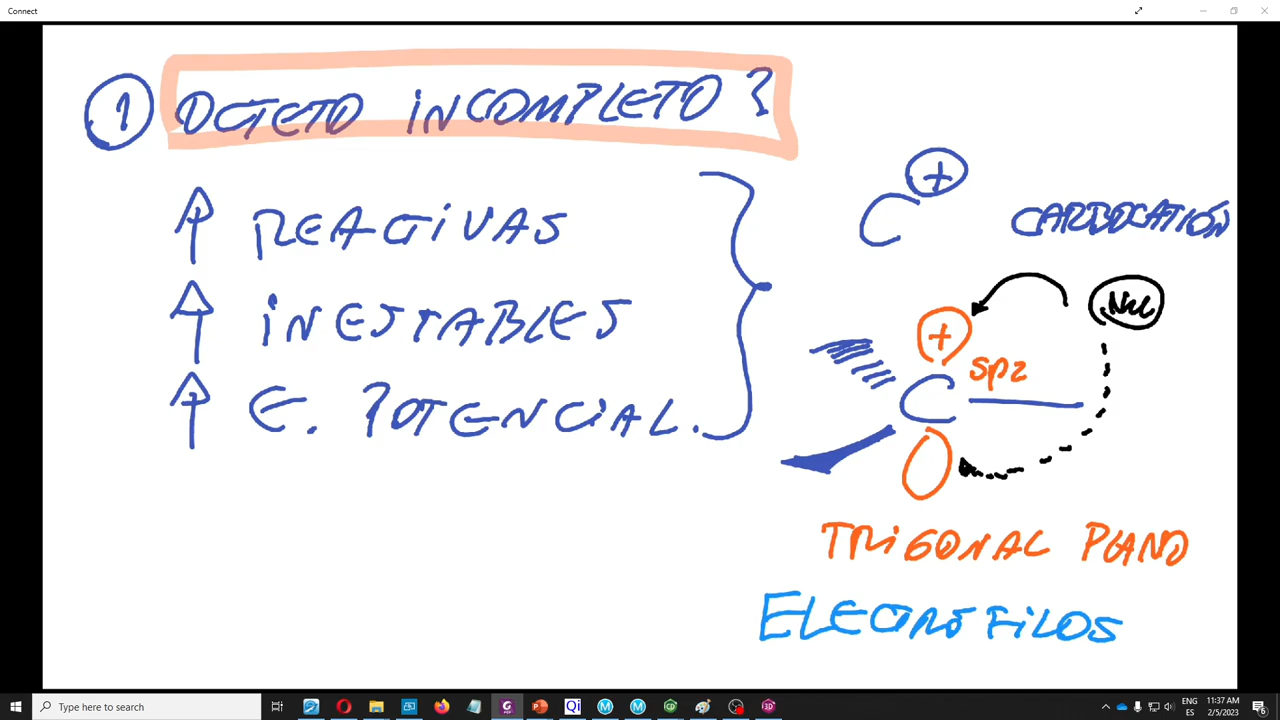 Connect
1 OCTETO INCOMPLETO?
↑ REACTIVAS
↑ INESTABLES
↑ E. POTENCIAL.
C +
CARBOCATIÓN
+
Nu
C sp2
TRIGONAL PLANO
ELECTRÓFILOS
Type here to search
ENG
ES
11:37 AM
2/5/2023
6